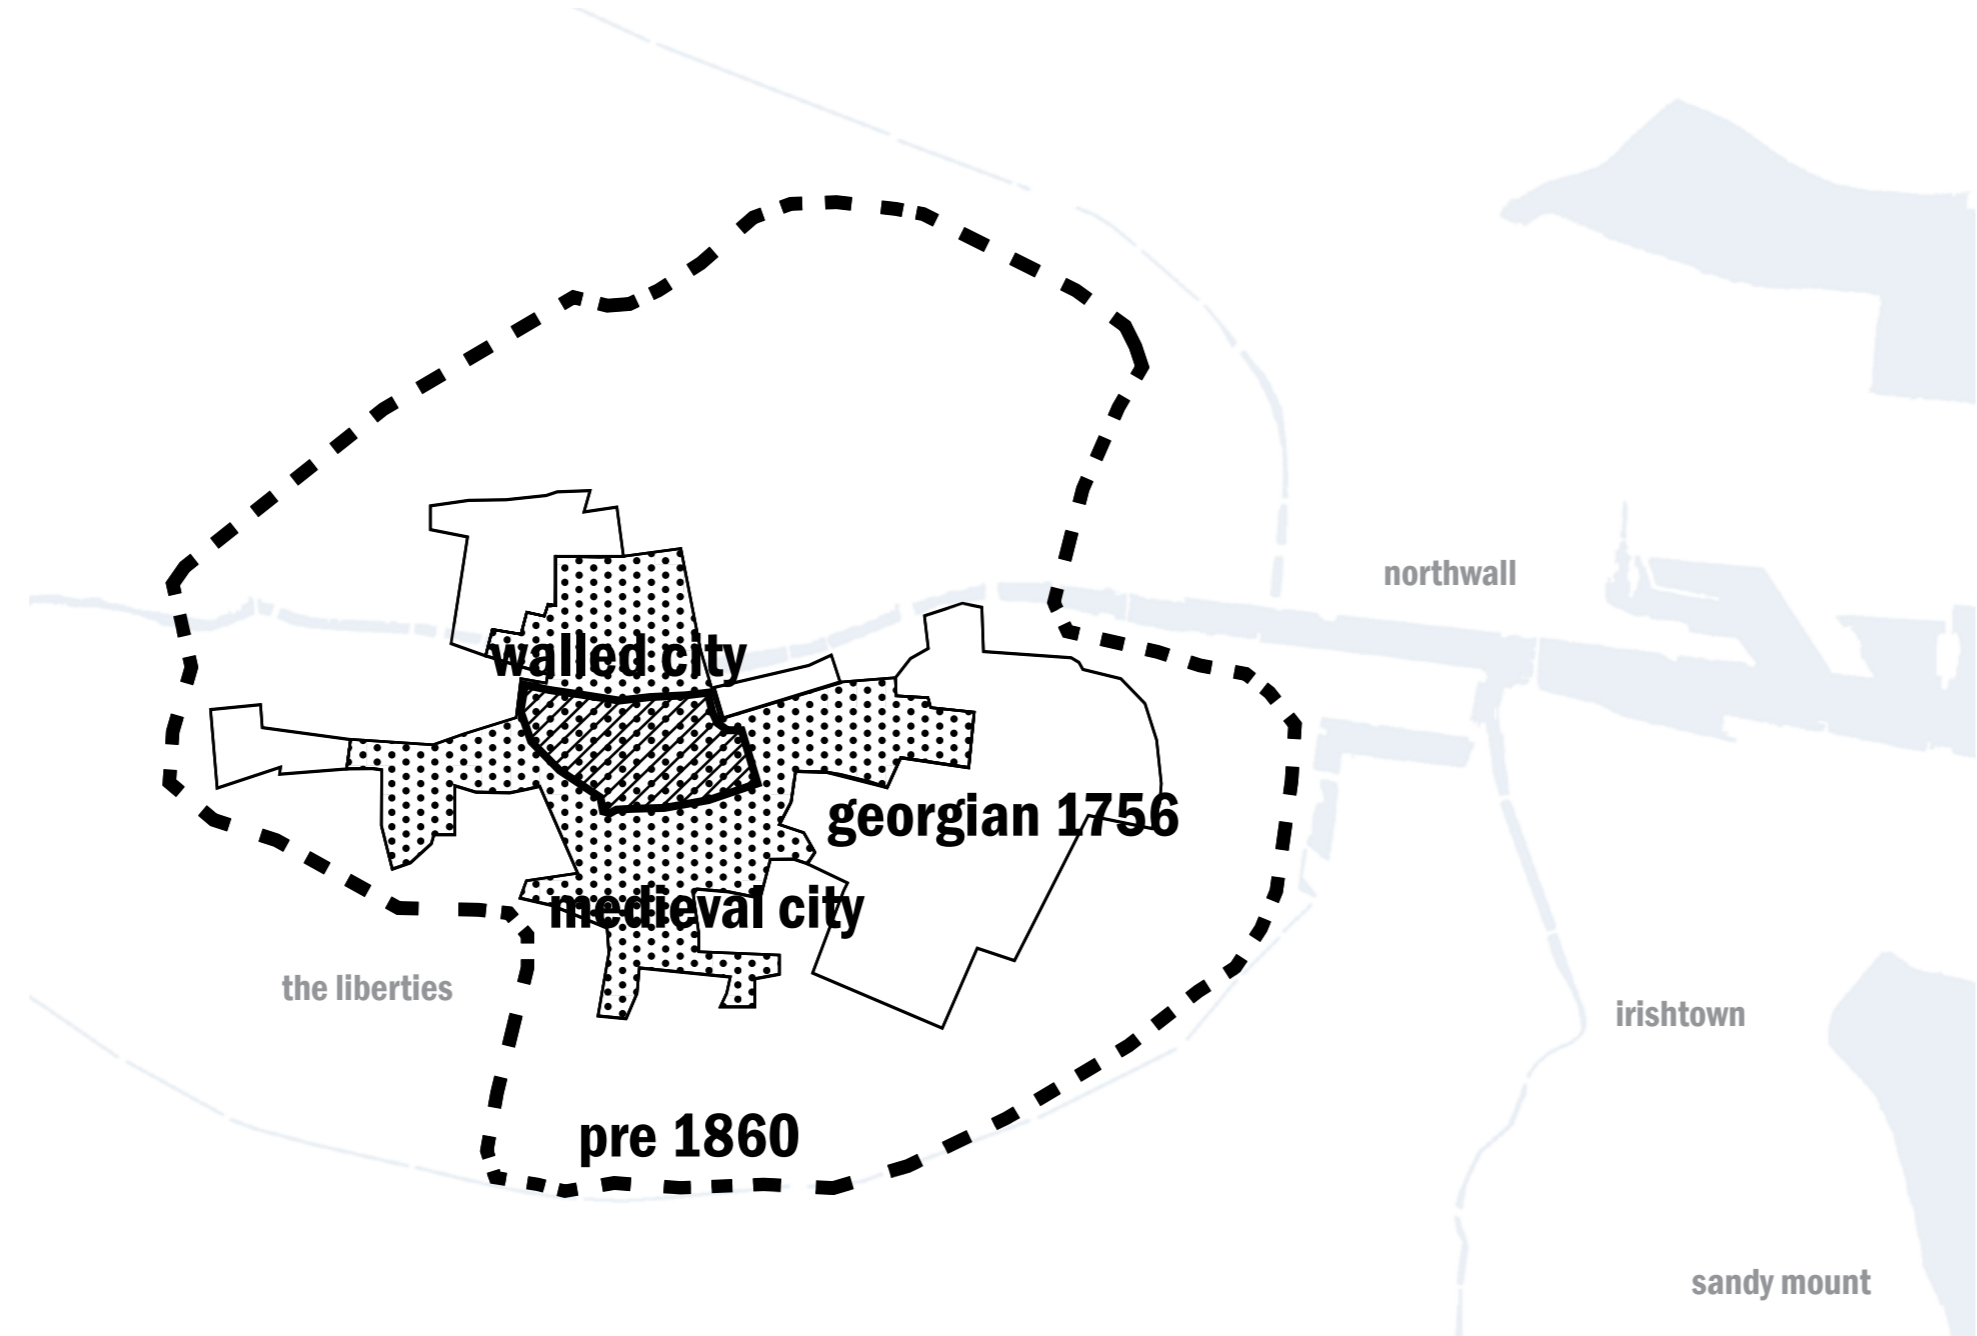 northwall
walled city
georgian 1756
medieval city
the liberties
irishtown
pre 1860
sandy mount